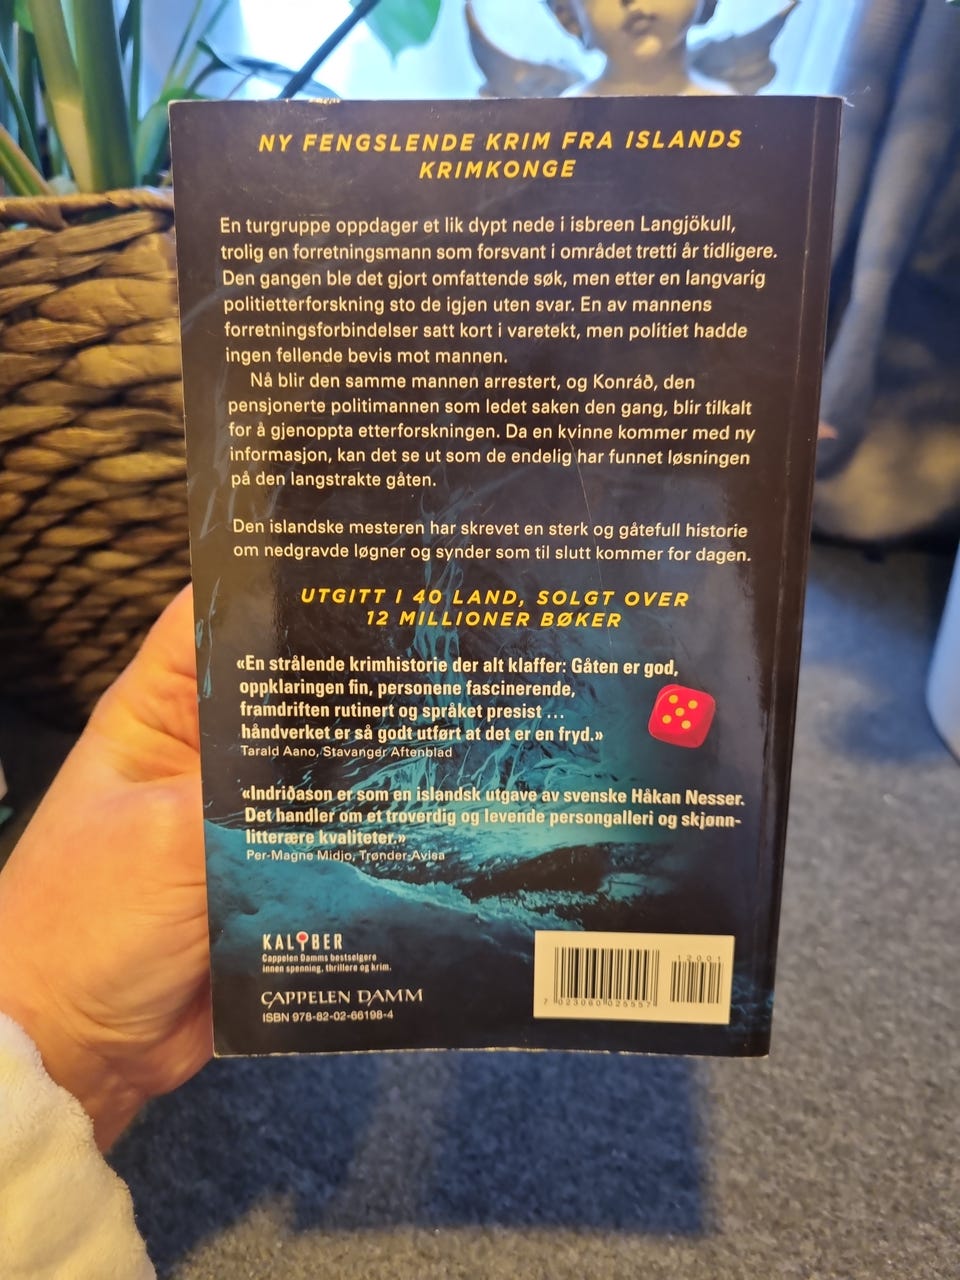 NY FENGSLENDE KRIM FRA ISLANDS
KRIMKONGE
En turgruppe oppdager et lik dypt nede i isbreen Langjökull,
trolig en forretningsmann som forsvant i området tretti år tidligere.
Den gangen ble det gjort omfattende søk, men etter en langvarig
politietterforskning sto de igjen uten svar. En av mannens
forretningsforbindelser satt kort i varetekt, men politiet hadde
ingen fellende bevis mot mannen.
Nå blir den samme mannen arrestert, og Konráð, den
pensjonerte politimannen som ledet saken den gang, blir tilkalt
for å gjenoppta etterforskningen. Da en kvinne kommer med ny
informasjon, kan det se ut som de endelig har funnet løsningen
på den langstrakte gåten.
Den islandske mesteren har skrevet en sterk og gåtefull historie
om nedgravde løgner og synder som til slutt kommer for dagen.
UTGITT I 40 LAND, SOLGT OVER
12 MILLIONER BØKER
«En strålende krimhistorie der alt klaffer: Gåten er god,
oppklaringen fin, personene fascinerende,
framdriften rutinert og språket presist ...
håndverket er så godt utført at det er en fryd.»
Tarald Aano, Stavanger Aftenblad
«Indriðason er som en islandsk utgave av svenske Håkan Nesser.
Det handler om et troverdig og levende persongalleri og skjønn-
litterære kvaliteter.»
Per-Magne Midjo, Trønder-Avisa
KALIBER
Cappelen Damms bestselgere
innen spenning, thrillere og krim.
CAPPELEN DAMM
ISBN 978-82-02-66198-4
12001
7 023060 025557